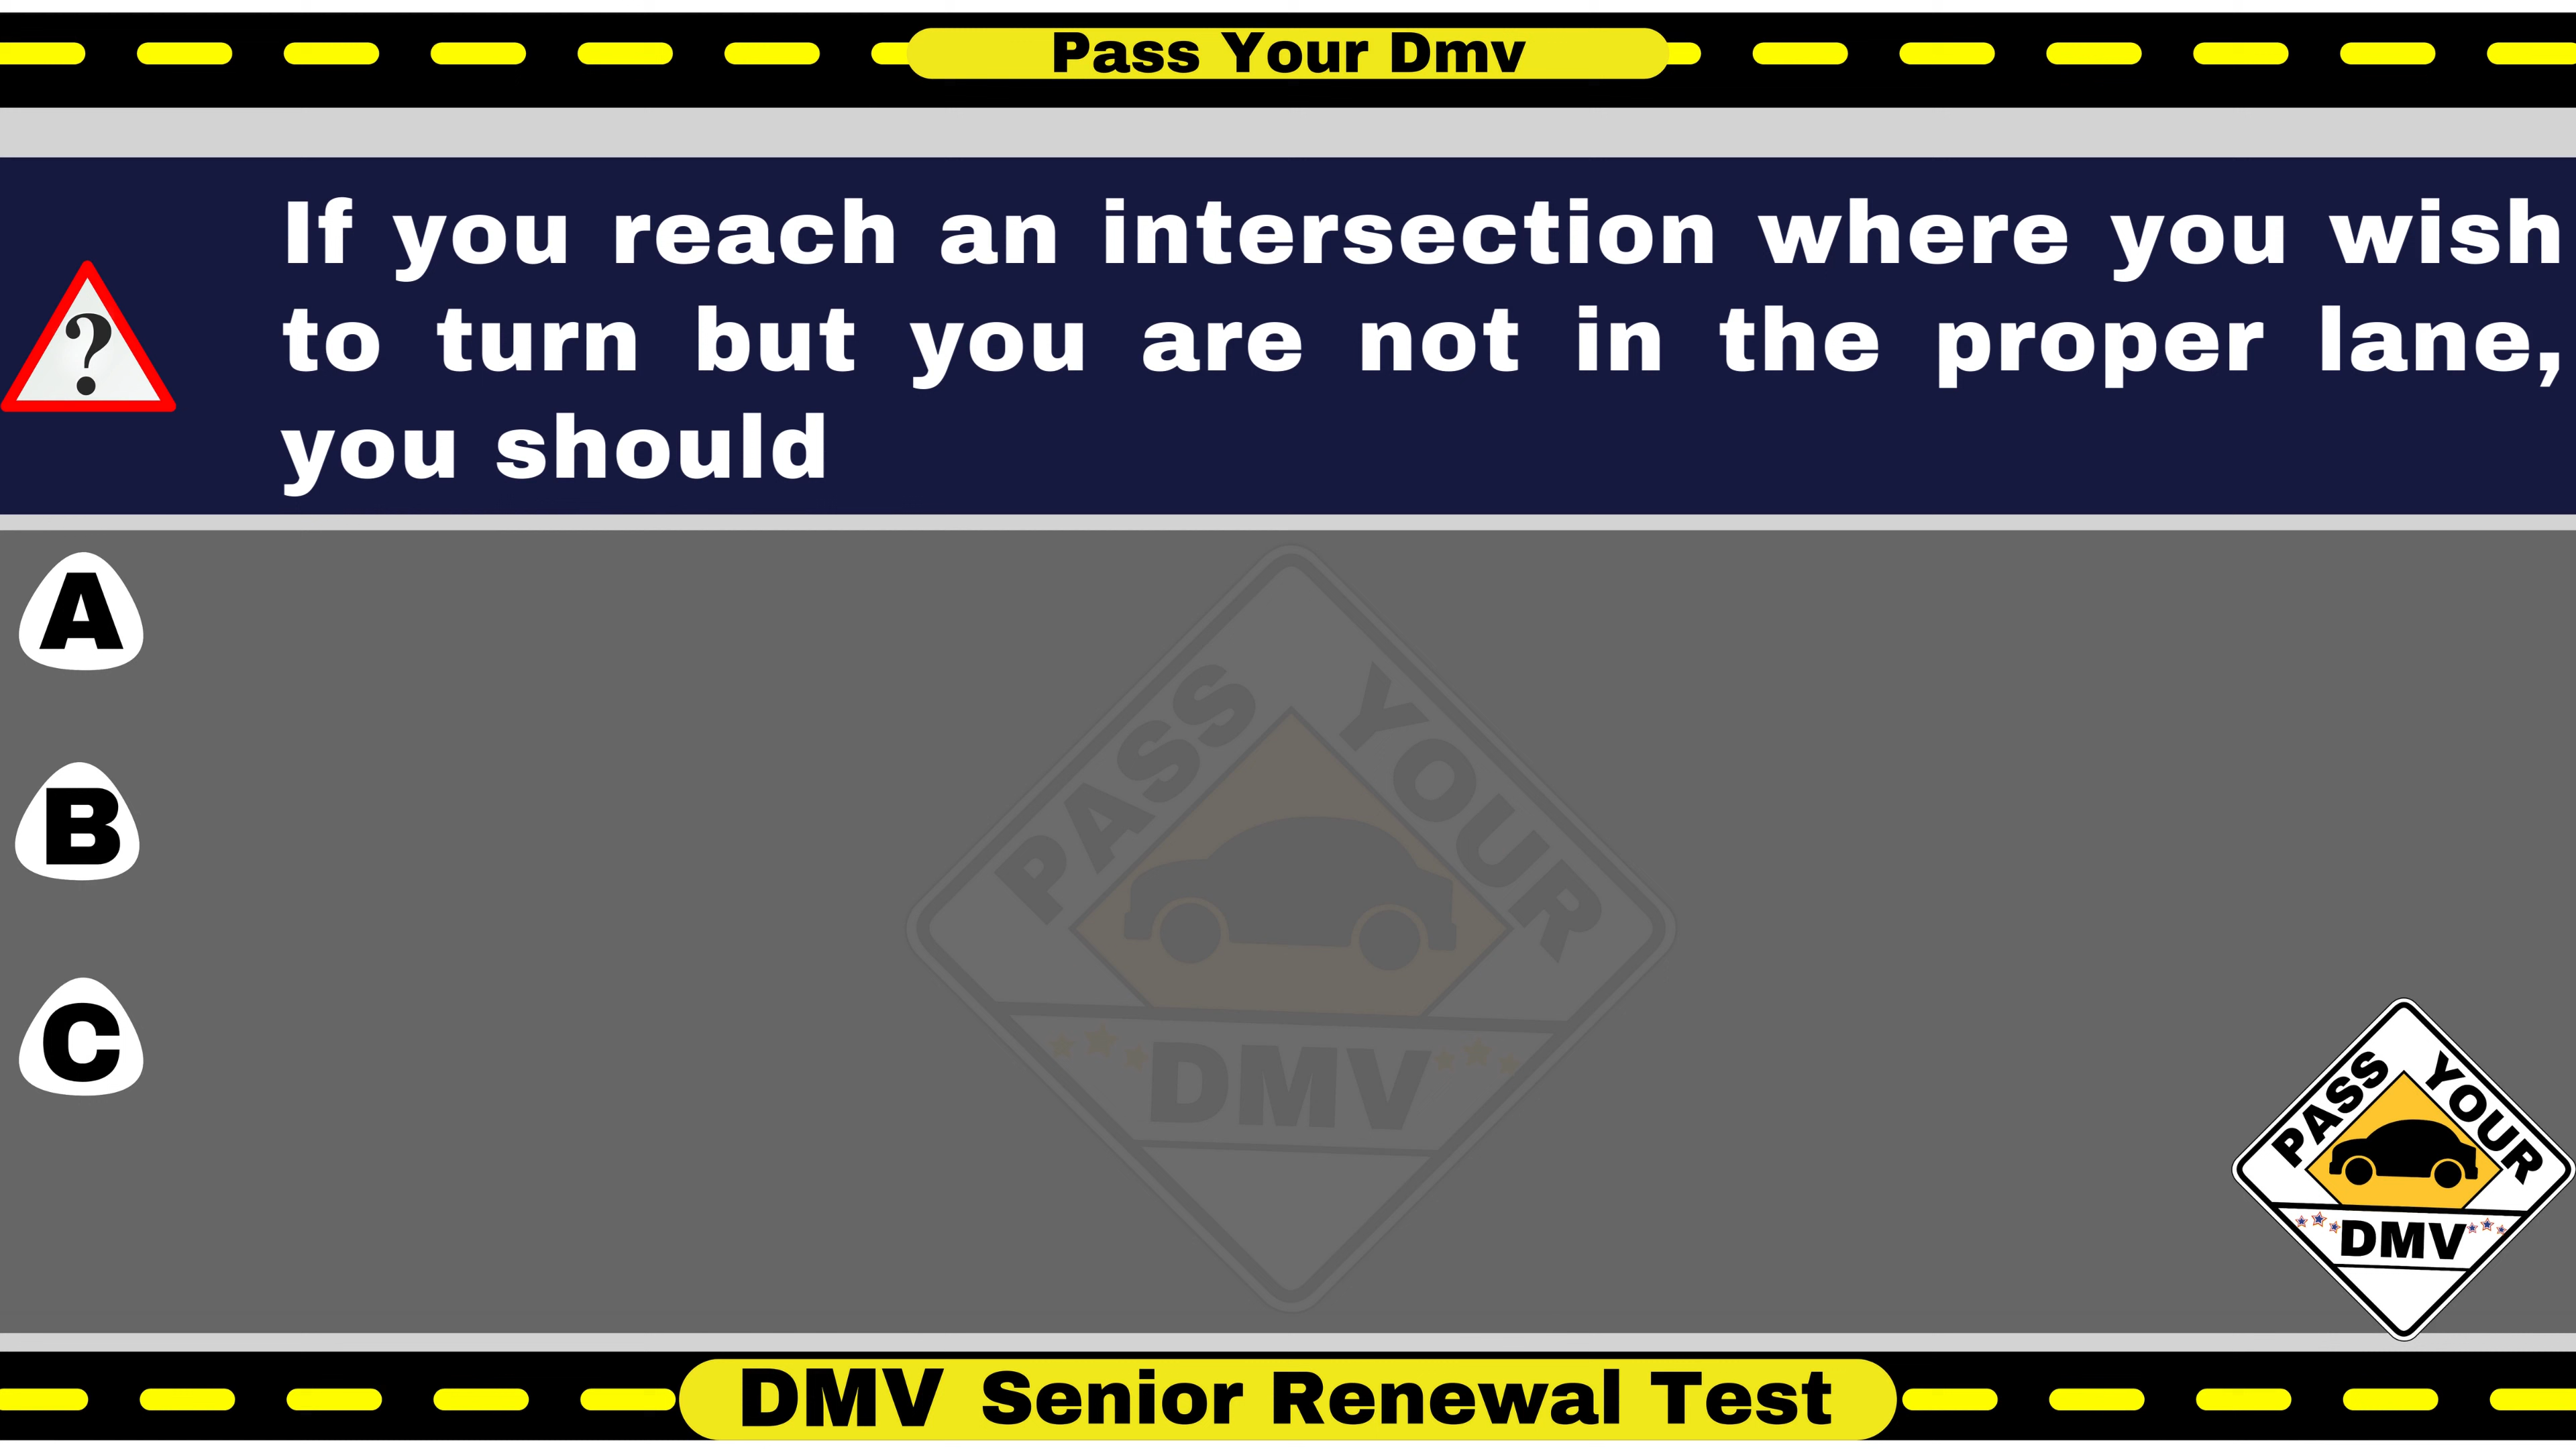 Pass Your Dmv
?
If you reach an intersection where you wish
to turn but you are not in the proper lane,
you should
A
B
C
PASS YOUR
DMV
PASS YOUR
DMV
DMV Senior Renewal Test